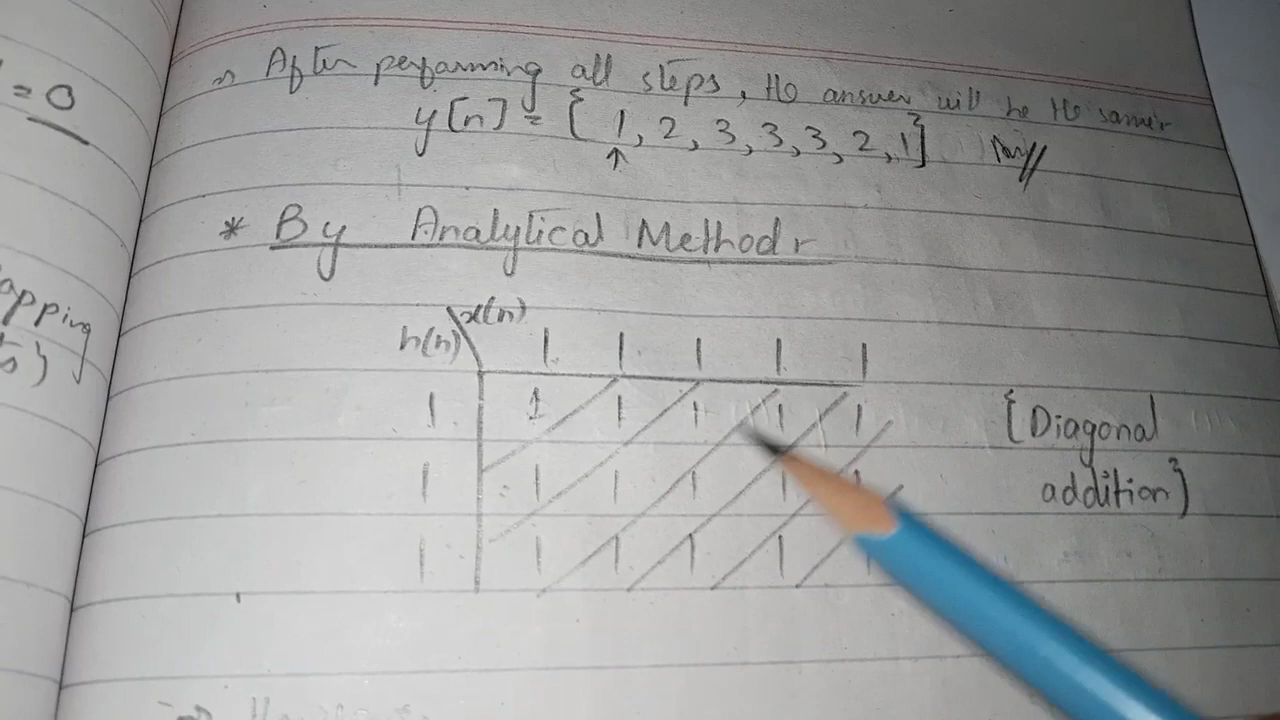 = 0
⇒ After performing all steps, the answer will be the same:
y[n] = { 1, 2, 3, 3, 3, 2, 1}
↑
* By Analytical Method:
apping
h(n) x(n) 1 1 1 1 1
1 1 1 1 1 1
1 1 1 1 1 1
1 1 1 1 1 1
{Diagonal
addition}